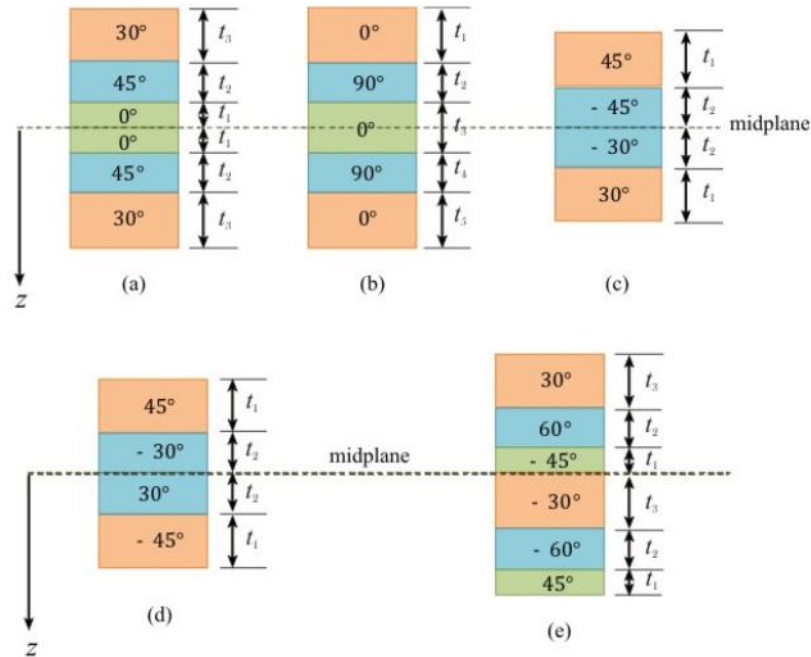 30° t₃
45° t₂
0° t₁
0° t₁
45° t₂
30° t₃
(a)
0° t₁
90° t₂
0° t₃
90° t₄
0° t₅
(b)
45° t₁
- 45° t₂
- 30° t₂
30° t₁
(c)
midplane
z
45° t₁
- 30° t₂
30° t₂
- 45° t₁
(d)
midplane
30° t₃
60° t₂
- 45° t₁
- 30° t₃
- 60° t₂
45° t₁
(e)
z